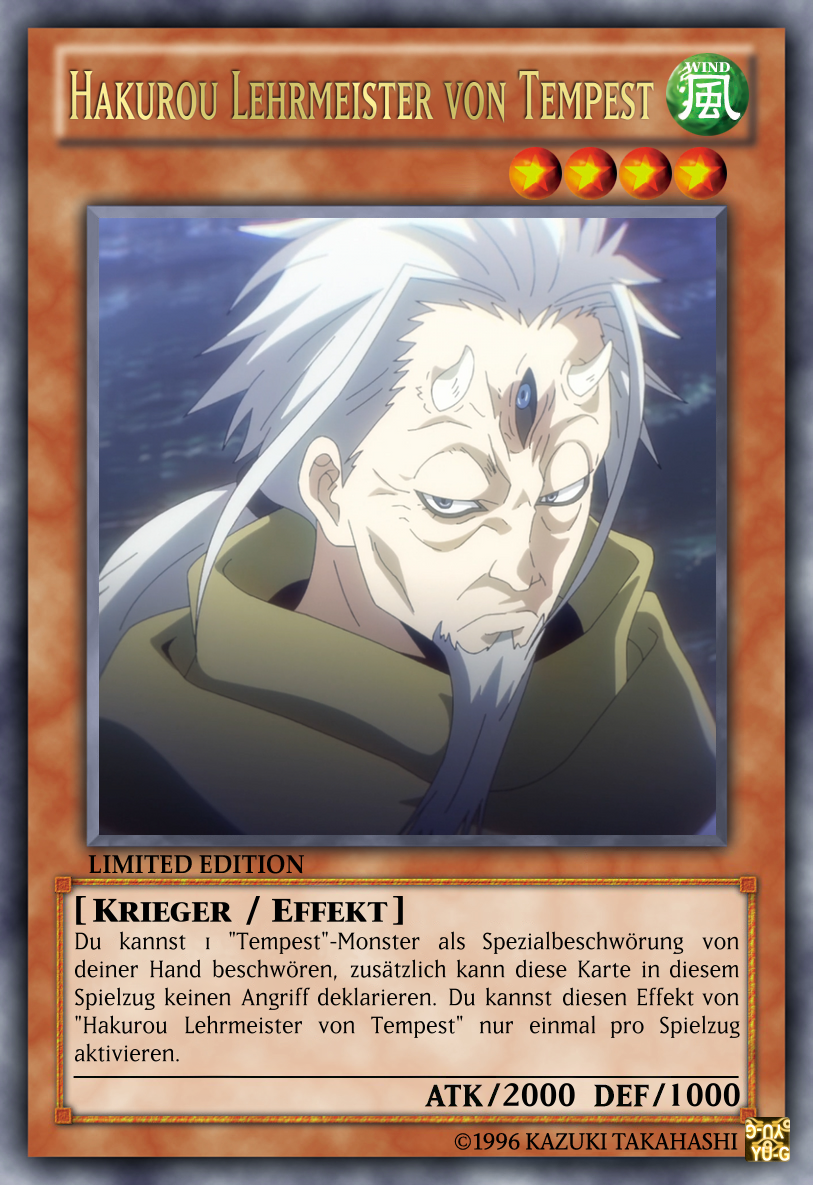 Hakurou Lehrmeister von Tempest
WIND
風
LIMITED EDITION
[ Krieger / Effekt ]
Du kannst 1 "Tempest"-Monster als Spezialbeschwörung von
deiner Hand beschwören, zusätzlich kann diese Karte in diesem
Spielzug keinen Angriff deklarieren. Du kannst diesen Effekt von
"Hakurou Lehrmeister von Tempest" nur einmal pro Spielzug
aktivieren.
ATK/2000 DEF/1000
©1996 KAZUKI TAKAHASHI